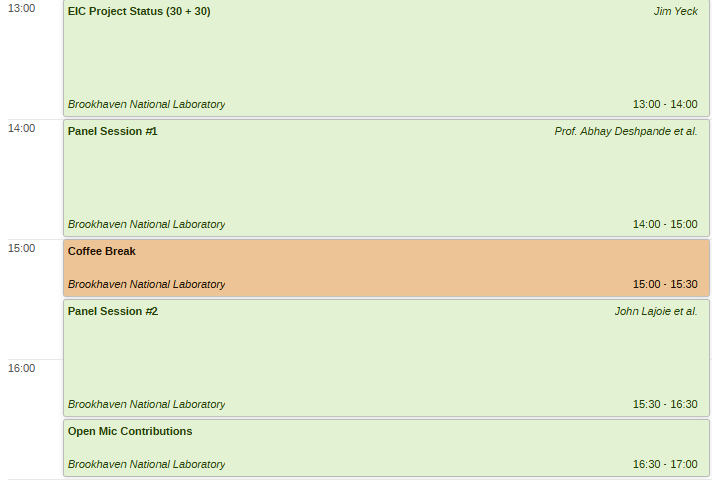 13:00
EIC Project Status (30 + 30) Jim Yeck
Brookhaven National Laboratory 13:00 - 14:00
14:00
Panel Session #1 Prof. Abhay Deshpande et al.
Brookhaven National Laboratory 14:00 - 15:00
15:00
Coffee Break
Brookhaven National Laboratory 15:00 - 15:30
Panel Session #2 John Lajoie et al.
16:00
Brookhaven National Laboratory 15:30 - 16:30
Open Mic Contributions
Brookhaven National Laboratory 16:30 - 17:00